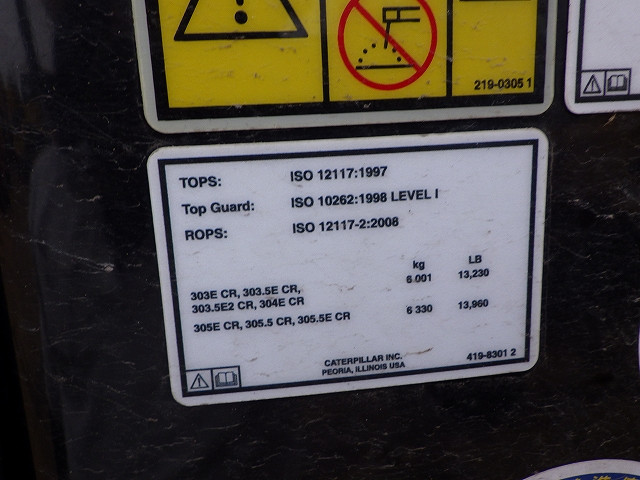 219-0305 1
TOPS: ISO 12117:1997
Top Guard: ISO 10262:1998 LEVEL I
ROPS: ISO 12117-2:2008
kg LB
303E CR, 303.5E CR, 6 001 13,230
303.5E2 CR, 304E CR
305E CR, 305.5 CR, 305.5E CR 6 330 13,960
CATERPILLAR INC. 419-8301 2
PEORIA, ILLINOIS USA